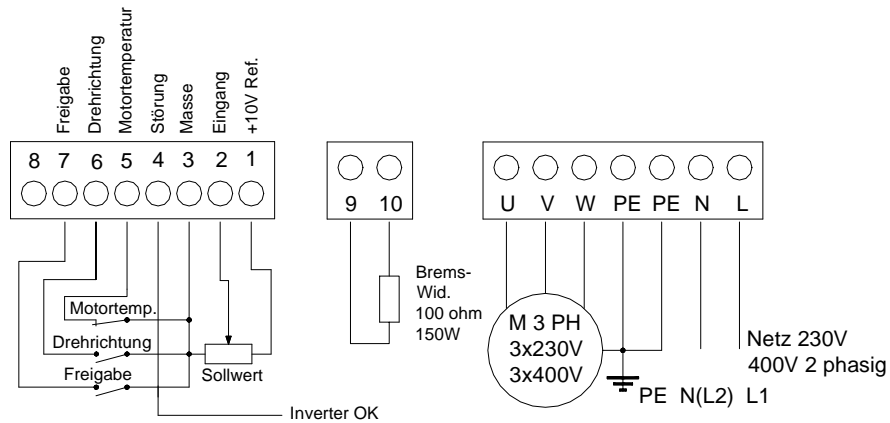 Freigabe
Drehrichtung
Motortemperatur
Störung
Masse
Eingang
+10V Ref.
8 7 6 5 4 3 2 1
9 10
U V W PE PE N L
Motortemp.
Drehrichtung
Freigabe
Sollwert
Inverter OK
Brems-
Wid.
100 ohm
150W
M 3 PH
3x230V
3x400V
Netz 230V
400V 2 phasig
PE N(L2) L1